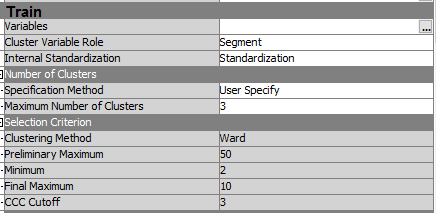 Train
Variables ...
Cluster Variable Role Segment
Internal Standardization Standardization
Number of Clusters
Specification Method User Specify
Maximum Number of Clusters 3
Selection Criterion
Clustering Method Ward
Preliminary Maximum 50
Minimum 2
Final Maximum 10
CCC Cutoff 3